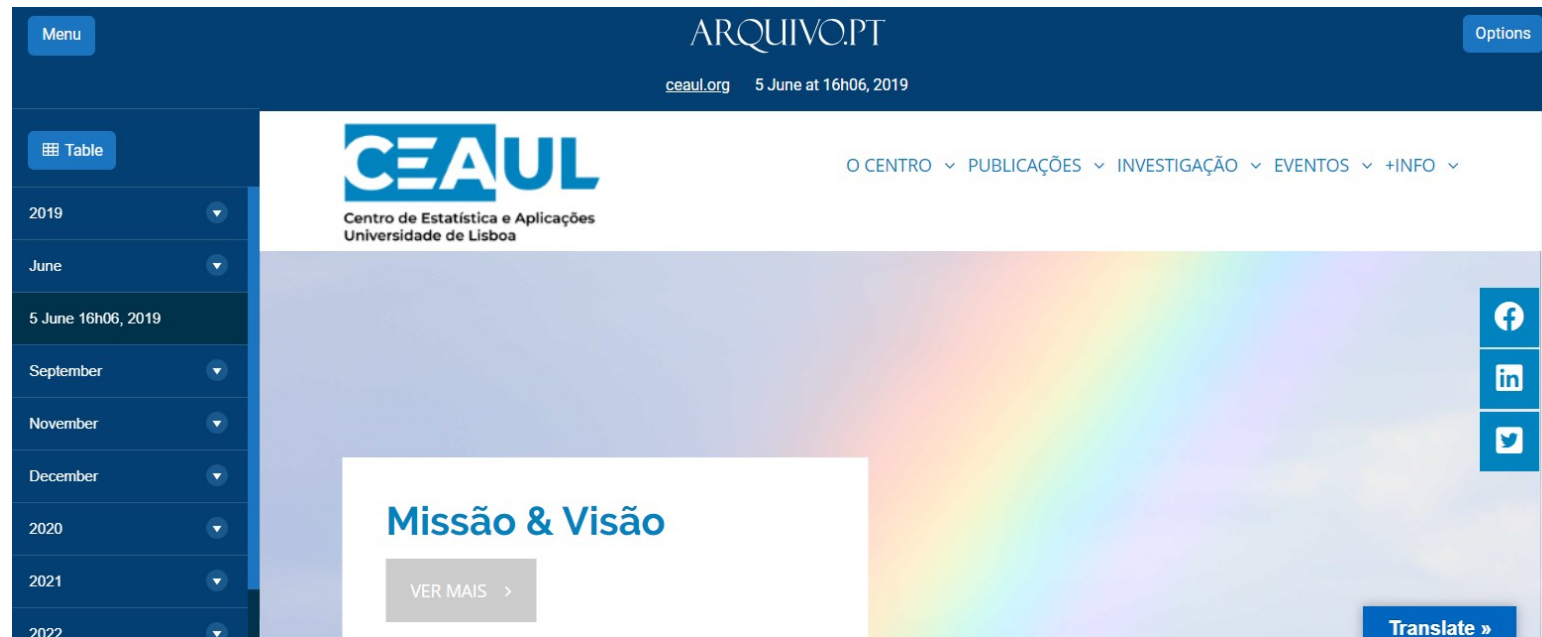 Menu
ARQUIVO.PT
Options
ceaul.org 5 June at 16h06, 2019
Table
2019
June
5 June 16h06, 2019
September
November
December
2020
2021
2022
CEAUL
Centro de Estatística e Aplicações
Universidade de Lisboa
O CENTRO PUBLICAÇÕES INVESTIGAÇÃO EVENTOS +INFO
Missão & Visão
VER MAIS >
Translate »